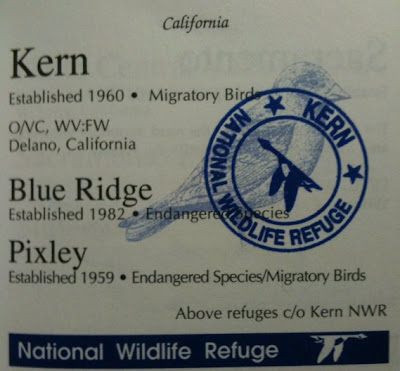 California
Kern
Established 1960 • Migratory Birds
O/VC, WV:FW
Delano, California
KERN
NATIONAL WILDLIFE REFUGE
Blue Ridge
Established 1982 • Endangered Species
Pixley
Established 1959 • Endangered Species/Migratory Birds
Above refuges c/o Kern NWR
National Wildlife Refuge
Sacramento